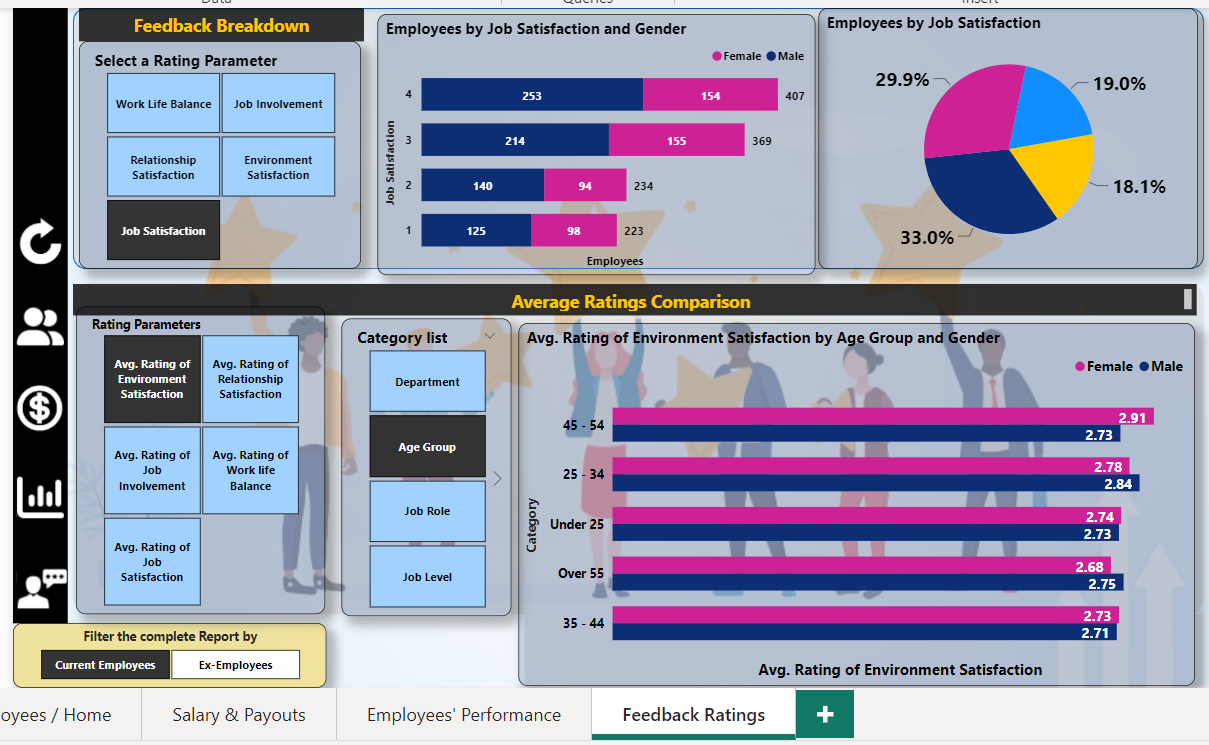 Data
Queries
Insert
Feedback Breakdown
Select a Rating Parameter
Work Life Balance
Job Involvement
Relationship
Satisfaction
Environment
Satisfaction
Job Satisfaction
Employees by Job Satisfaction and Gender
Female Male
Job Satisfaction
4 253 154 407
3 214 155 369
2 140 94 234
1 125 98 223
Employees
Employees by Job Satisfaction
29.9%
19.0%
18.1%
33.0%
Average Ratings Comparison
Rating Parameters
Avg. Rating of
Environment
Satisfaction
Avg. Rating of
Relationship
Satisfaction
Avg. Rating of
Job
Involvement
Avg. Rating of
Work life
Balance
Avg. Rating of
Job
Satisfaction
Category list
Department
Age Group
Job Role
Job Level
Avg. Rating of Environment Satisfaction by Age Group and Gender
Female Male
Category
45 - 54
2.91
2.73
25 - 34
2.78
2.84
Under 25
2.74
2.73
Over 55
2.68
2.75
35 - 44
2.73
2.71
Avg. Rating of Environment Satisfaction
Filter the complete Report by
Current Employees
Ex-Employees
oyees / Home
Salary & Payouts
Employees' Performance
Feedback Ratings
+